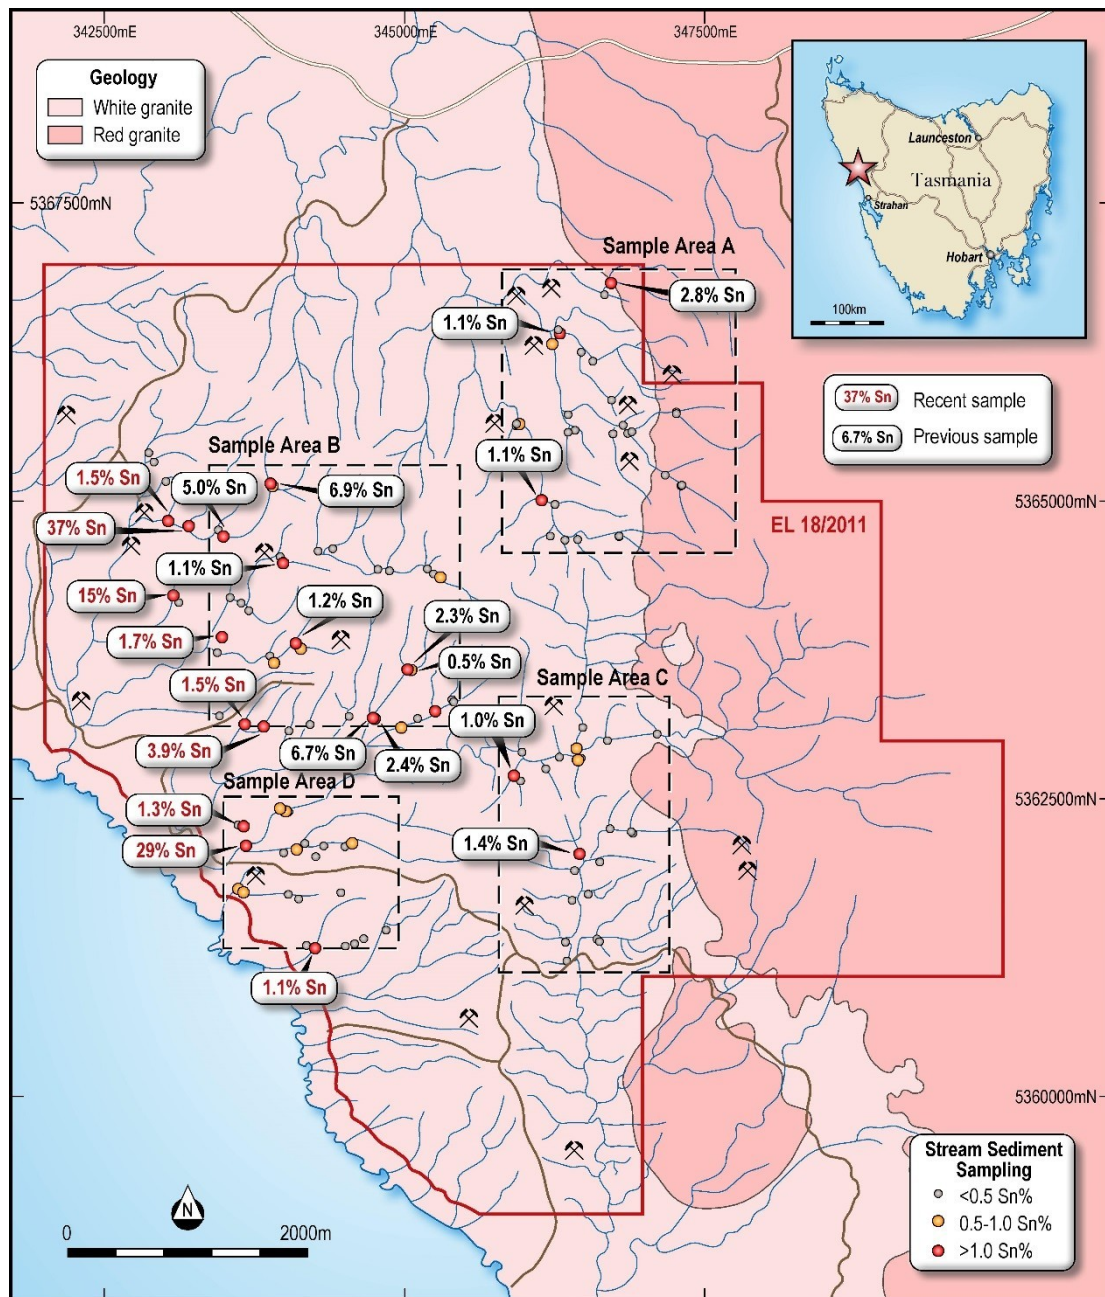 342500mE
345000mE
347500mE
Geology
White granite
Red granite
Launceston
Tasmania
Strahan
Hobart
100km
5367500mN
Sample Area A
2.8% Sn
1.1% Sn
37% Sn
Recent sample
6.7% Sn
Previous sample
Sample Area B
1.5% Sn
5.0% Sn
6.9% Sn
1.1% Sn
5365000mN
37% Sn
EL 18/2011
1.1% Sn
15% Sn
1.2% Sn
2.3% Sn
1.7% Sn
0.5% Sn
1.5% Sn
Sample Area C
1.0% Sn
3.9% Sn
6.7% Sn
2.4% Sn
Sample Area D
1.3% Sn
5362500mN
29% Sn
1.4% Sn
1.1% Sn
5360000mN
Stream Sediment
Sampling
<0.5 Sn%
0.5-1.0 Sn%
>1.0 Sn%
N
0
2000m